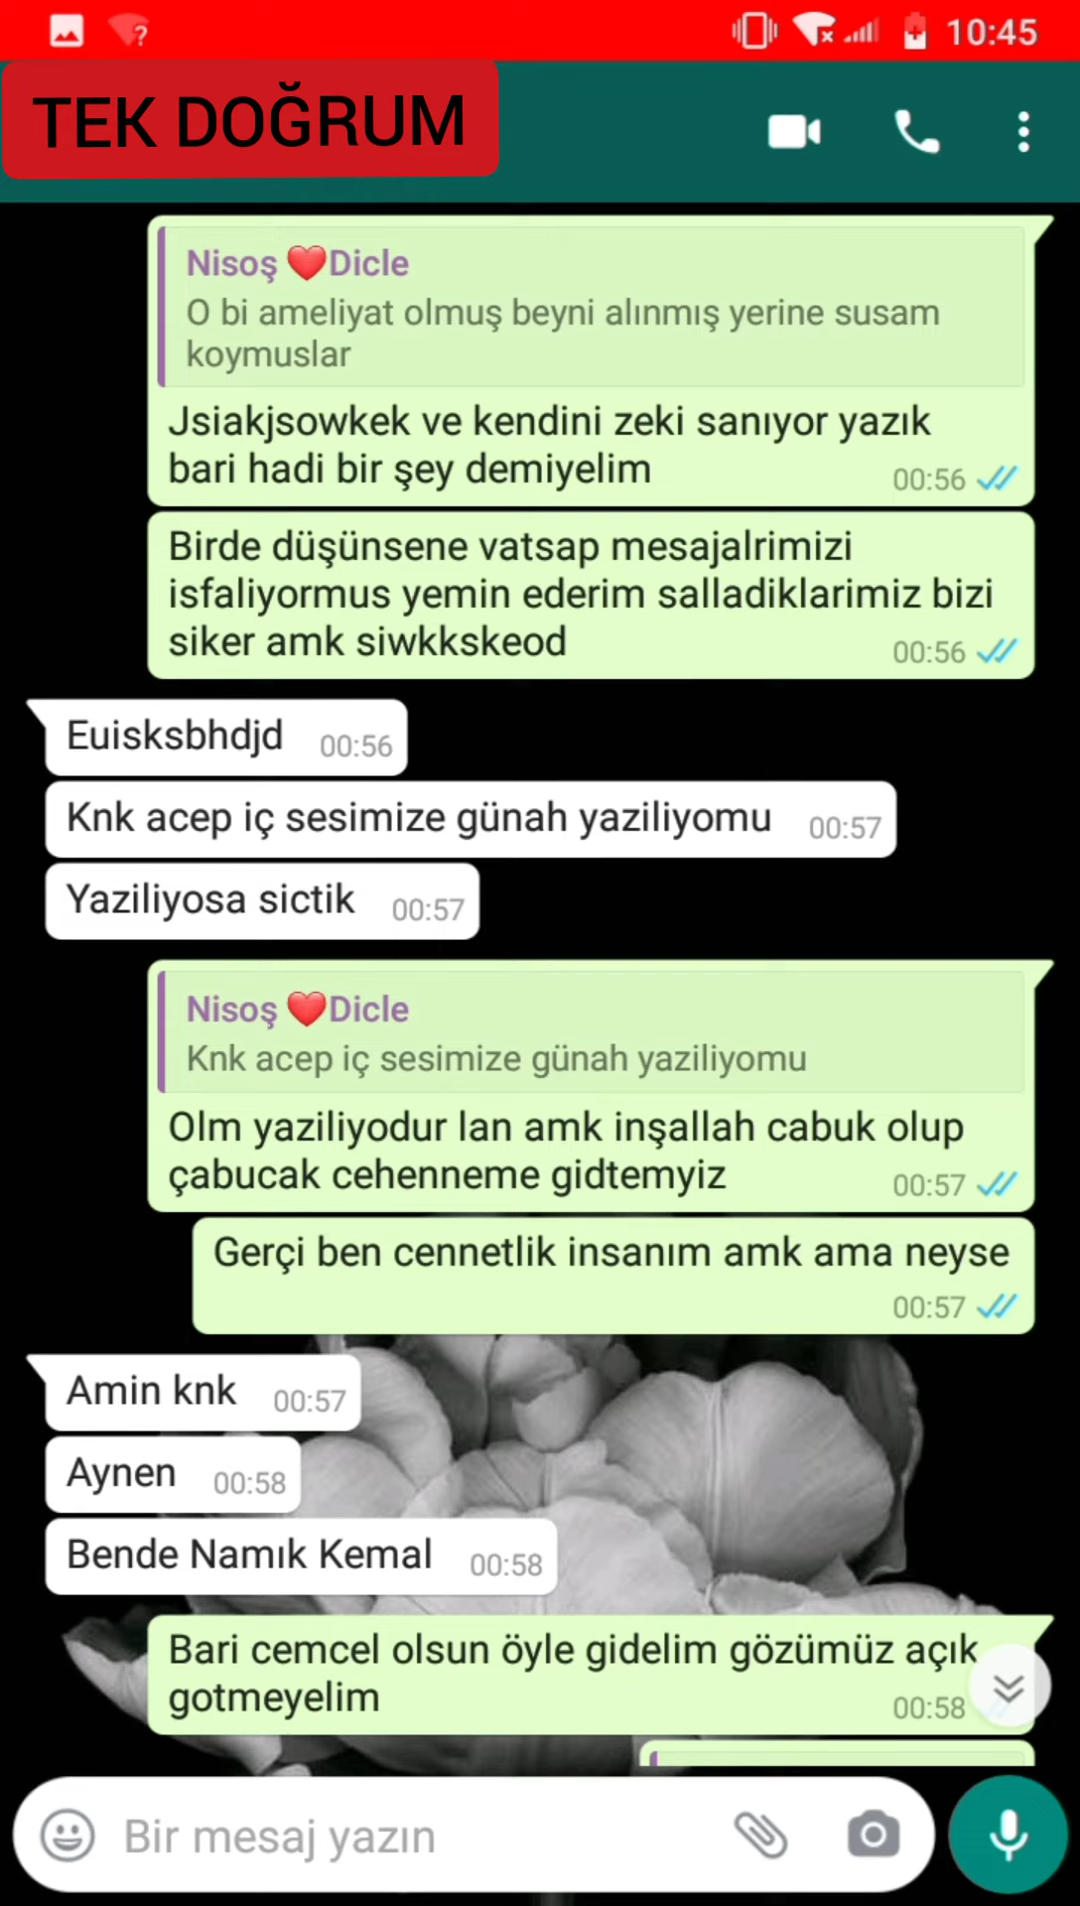 10:45
TEK DOĞRUM
Nisoş ❤️Dicle
O bi ameliyat olmuş beyni alınmış yerine susam
koymuslar
Jsiakjsowkek ve kendini zeki sanıyor yazık
bari hadi bir şey demiyelim
00:56
Birde düşünsene vatsap mesajalrimizi
isfaliyormus yemin ederim salladiklarimiz bizi
siker amk siwkkskeod
00:56
Euisksbhdjd 00:56
Knk acep iç sesimize günah yaziliyomu 00:57
Yaziliyosa sictik 00:57
Nisoş ❤️Dicle
Knk acep iç sesimize günah yaziliyomu
Olm yaziliyodur lan amk inşallah cabuk olup
çabucak cehenneme gidtemyiz
00:57
Gerçi ben cennetlik insanım amk ama neyse
00:57
Amin knk 00:57
Aynen 00:58
Bende Namık Kemal 00:58
Bari cemcel olsun öyle gidelim gözümüz açık
gotmeyelim
00:58
Bir mesaj yazın